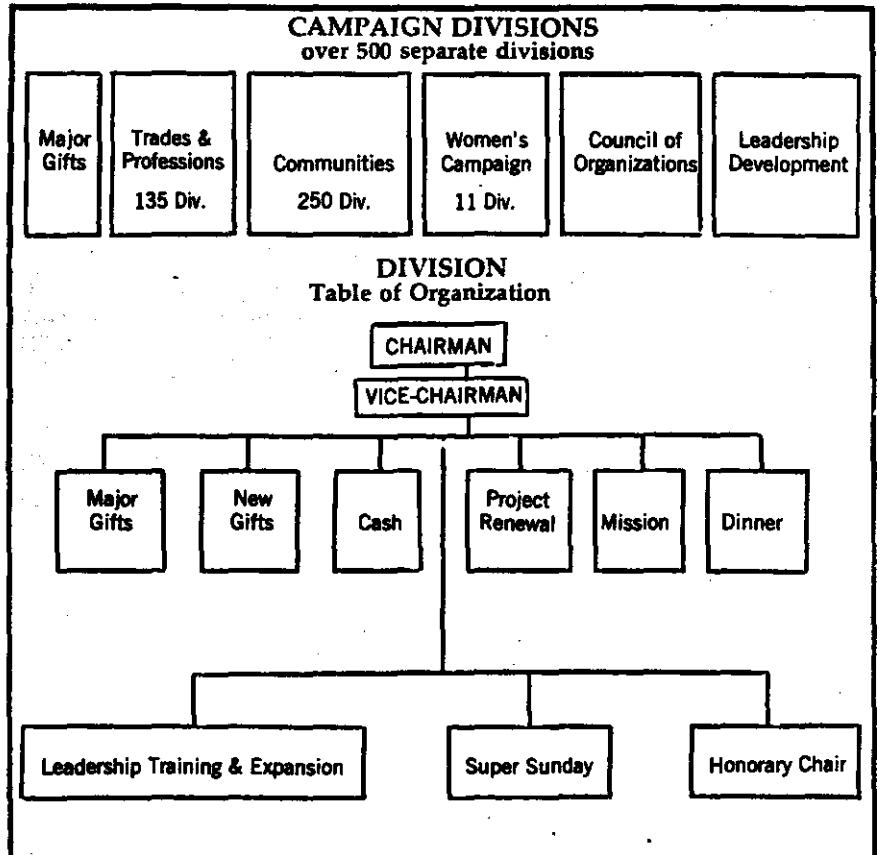 CAMPAIGN DIVISIONS
over 500 separate divisions
Major
Gifts
Trades &
Professions
135 Div.
Communities
250 Div.
Women's
Campaign
11 Div.
Council of
Organizations
Leadership
Development
DIVISION
Table of Organization
CHAIRMAN
VICE-CHAIRMAN
Major
Gifts
New
Gifts
Cash
Project
Renewal
Mission
Dinner
Leadership Training & Expansion
Super Sunday
Honorary Chair